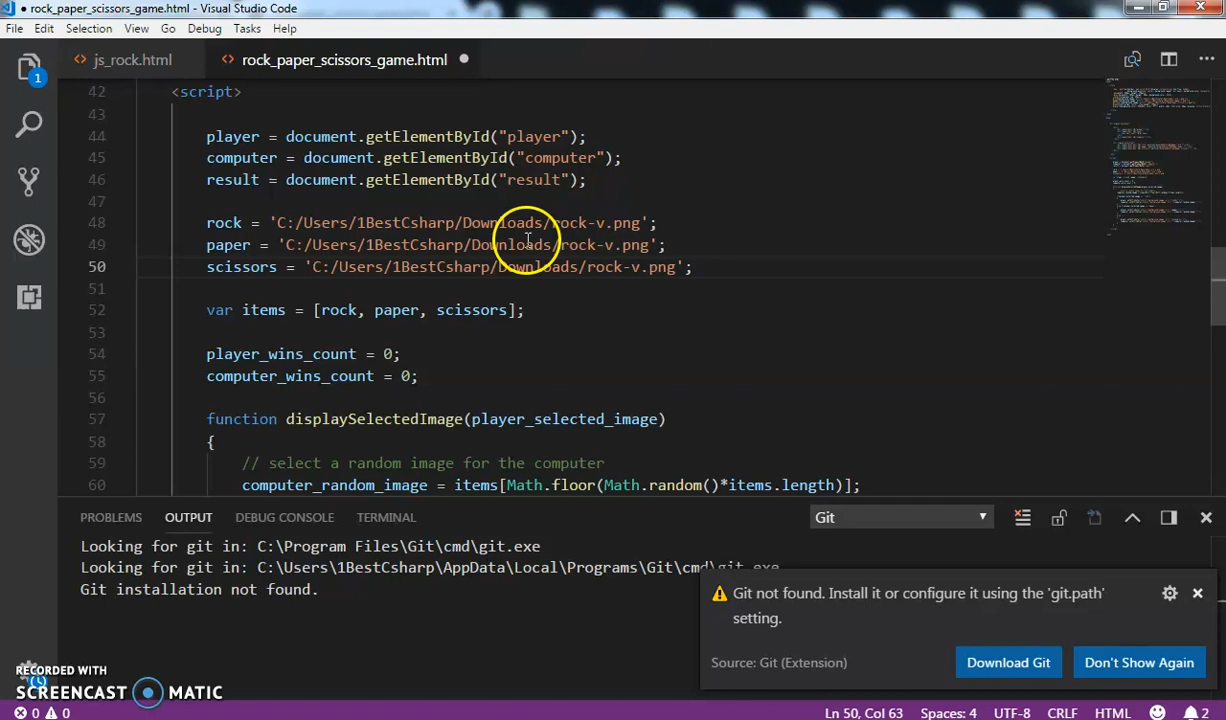 ● rock_paper_scissors_game.html - Visual Studio Code
File Edit Selection View Go Debug Tasks Help
1
<> js_rock.html
<> rock_paper_scissors_game.html ●
42 <script>
43
44 player = document.getElementById("player");
45 computer = document.getElementById("computer");
46 result = document.getElementById("result");
47
48 rock = 'C:/Users/1BestCsharp/Downloads/rock-v.png';
49 paper = 'C:/Users/1BestCsharp/Downloads/rock-v.png';
50 scissors = 'C:/Users/1BestCsharp/Downloads/rock-v.png';
51
52 var items = [rock, paper, scissors];
53
54 player_wins_count = 0;
55 computer_wins_count = 0;
56
57 function displaySelectedImage(player_selected_image)
58 {
59 // select a random image for the computer
60 computer_random_image = items[Math.floor(Math.random()*items.length)];
PROBLEMS OUTPUT DEBUG CONSOLE TERMINAL
Git
Looking for git in: C:\Program Files\Git\cmd\git.exe
Looking for git in: C:\Users\1BestCsharp\AppData\Local\Programs\Git\cmd\git.exe
Git installation not found.
Git not found. Install it or configure it using the 'git.path'
setting.
Source: Git (Extension)
Download Git
Don't Show Again
RECORDED WITH
SCREENCAST MATIC
0 0
Ln 50, Col 63 Spaces: 4 UTF-8 CRLF HTML 2